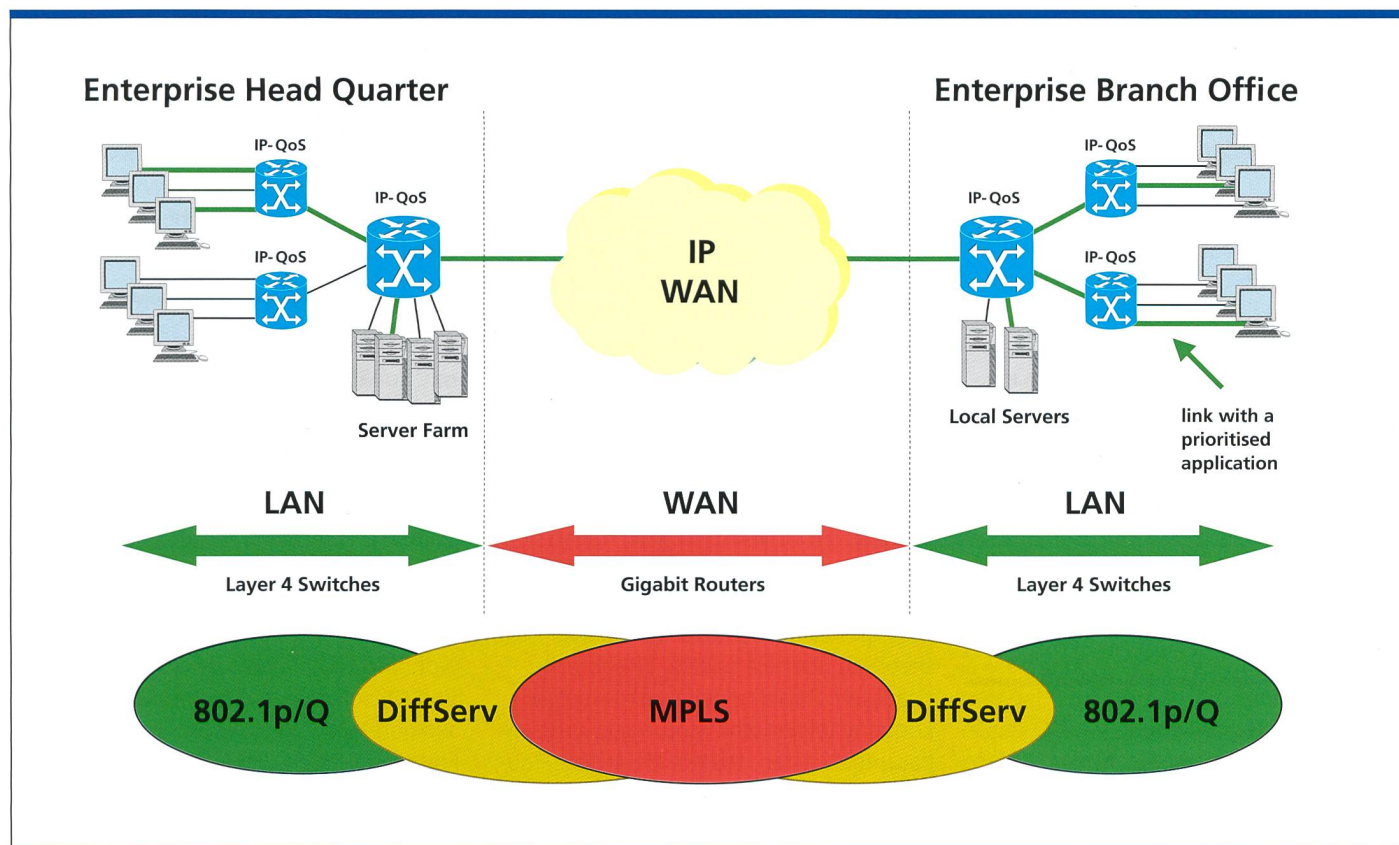 Enterprise Head Quarter
Enterprise Branch Office
IP-QoS
IP-QoS
IP-QoS
IP-QoS
IP-QoS
IP-QoS
IP
WAN
Server Farm
Local Servers
link with a
prioritised
application
LAN
WAN
LAN
Layer 4 Switches
Gigabit Routers
Layer 4 Switches
802.1p/Q
DiffServ
MPLS
DiffServ
802.1p/Q